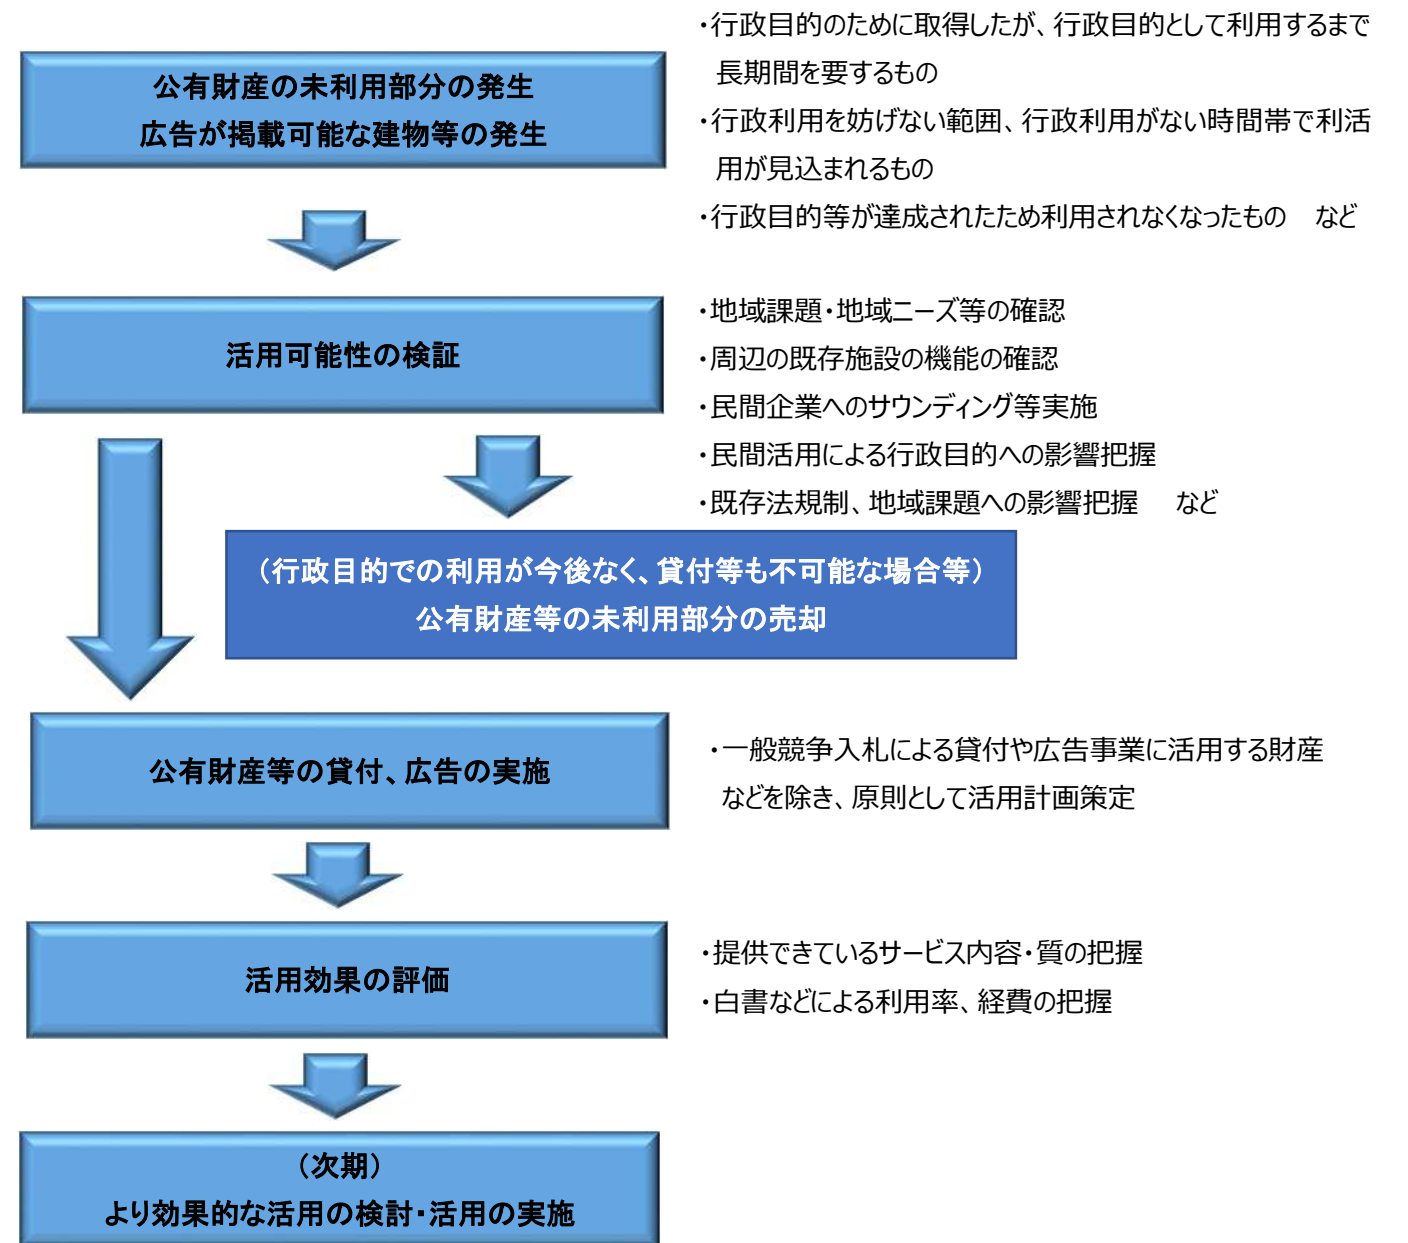 ・行政目的のために取得したが、行政目的として利用するまで
長期間を要するもの
・行政利用を妨げない範囲、行政利用がない時間帯で利活
用が見込まれるもの
・行政目的等が達成されたため利用されなくなったもの　など
公有財産の未利用部分の発生
広告が掲載可能な建物等の発生
活用可能性の検証
・地域課題・地域ニーズ等の確認
・周辺の既存施設の機能の確認
・民間企業へのサウンディング等実施
・民間活用による行政目的への影響把握
・既存法規制、地域課題への影響把握　など
（行政目的での利用が今後なく、貸付等も不可能な場合等）
公有財産等の未利用部分の売却
公有財産等の貸付、広告の実施
・一般競争入札による貸付や広告事業に活用する財産
などを除き、原則として活用計画策定
活用効果の評価
・提供できているサービス内容・質の把握
・白書などによる利用率、経費の把握
（次期）
より効果的な活用の検討・活用の実施